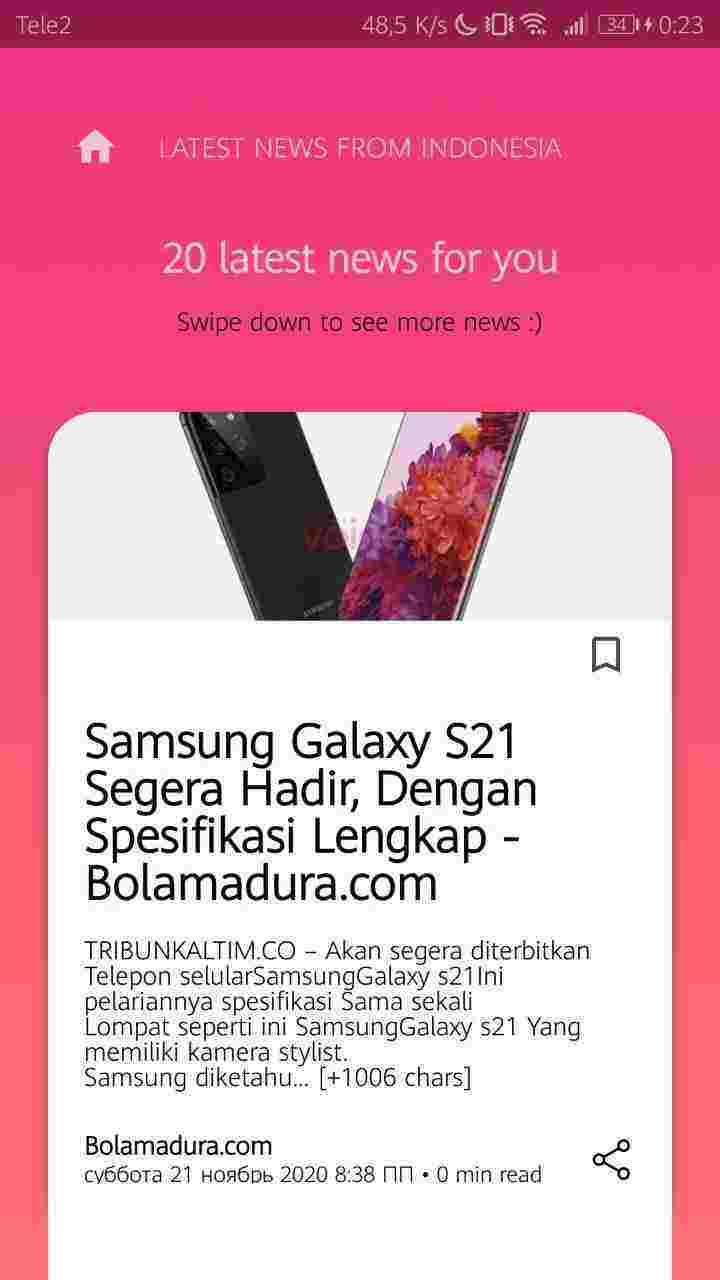 Tele2
48,5 K/s 34 0:23
LATEST NEWS FROM INDONESIA
20 latest news for you
Swipe down to see more news :)
SAMSUNG
Samsung Galaxy S21
Segera Hadir, Dengan
Spesifikasi Lengkap -
Bolamadura.com
TRIBUNKALTIM.CO – Akan segera diterbitkan
Telepon selularSamsungGalaxy s21Ini
pelariannya spesifikasi Sama sekali
Lompat seperti ini SamsungGalaxy s21 Yang
memiliki kamera stylist.
Samsung diketahu... [+1006 chars]
Bolamadura.com
суббота 21 ноябрь 2020 8:38 ПП • 0 min read